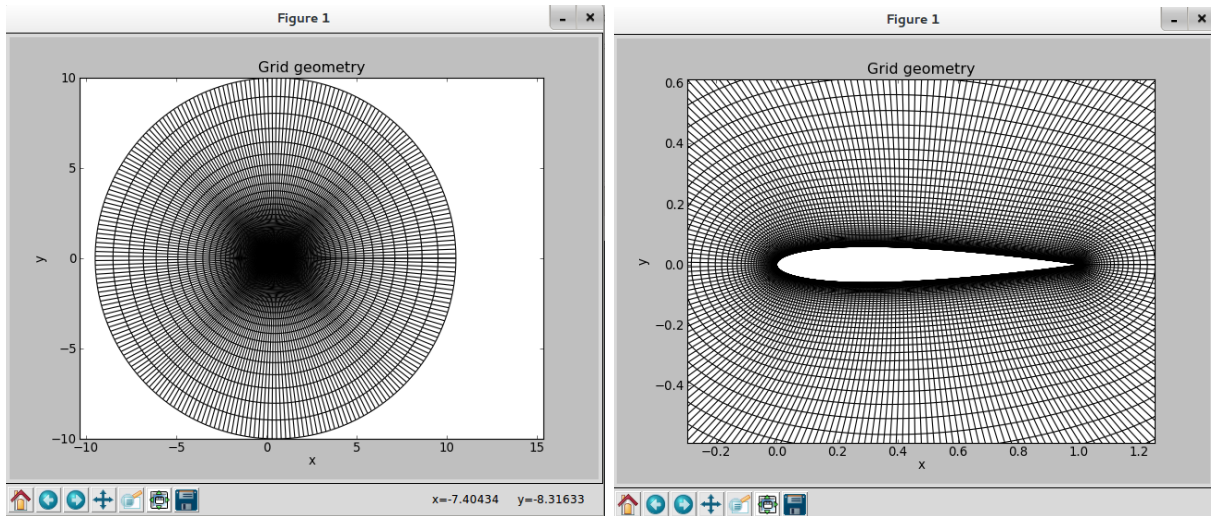 Figure 1
Grid geometry
10
5
0
−5
−10
y
−10 −5 0 5 10 15
x
x=-7.40434 y=-8.31633
Figure 1
Grid geometry
0.6
0.4
0.2
0.0
−0.2
−0.4
y
−0.2 0.0 0.2 0.4 0.6 0.8 1.0 1.2
x